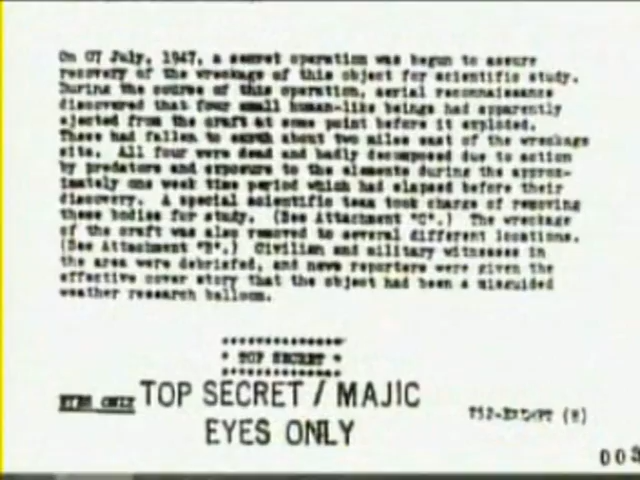 On 07 July, 1947, a secret operation was begun to assure
recovery of the wreckage of this object for scientific study.
During the course of this operation, aerial reconnaissance
discovered that four small human-like beings had apparently
ejected from the craft at some point before it exploded.
These had fallen to earth about two miles east of the wreckage
site. All four were dead and badly decomposed due to action
by predators and exposure to the elements during the approx-
imately one week time period which had elapsed before their
discovery. A special scientific team took charge of removing
these bodies for study. (See Attachment "C".) The wreckage
of the craft was also removed to several different locations.
(See Attachment "B".) Civilian and military witnesses in
the area were debriefed, and news reporters were given the
effective cover story that the object had been a misguided
weather research balloon.
* TOP SECRET *
EYES ONLY TOP SECRET / MAJIC
EYES ONLY
T52-EXEMPT (E)
003